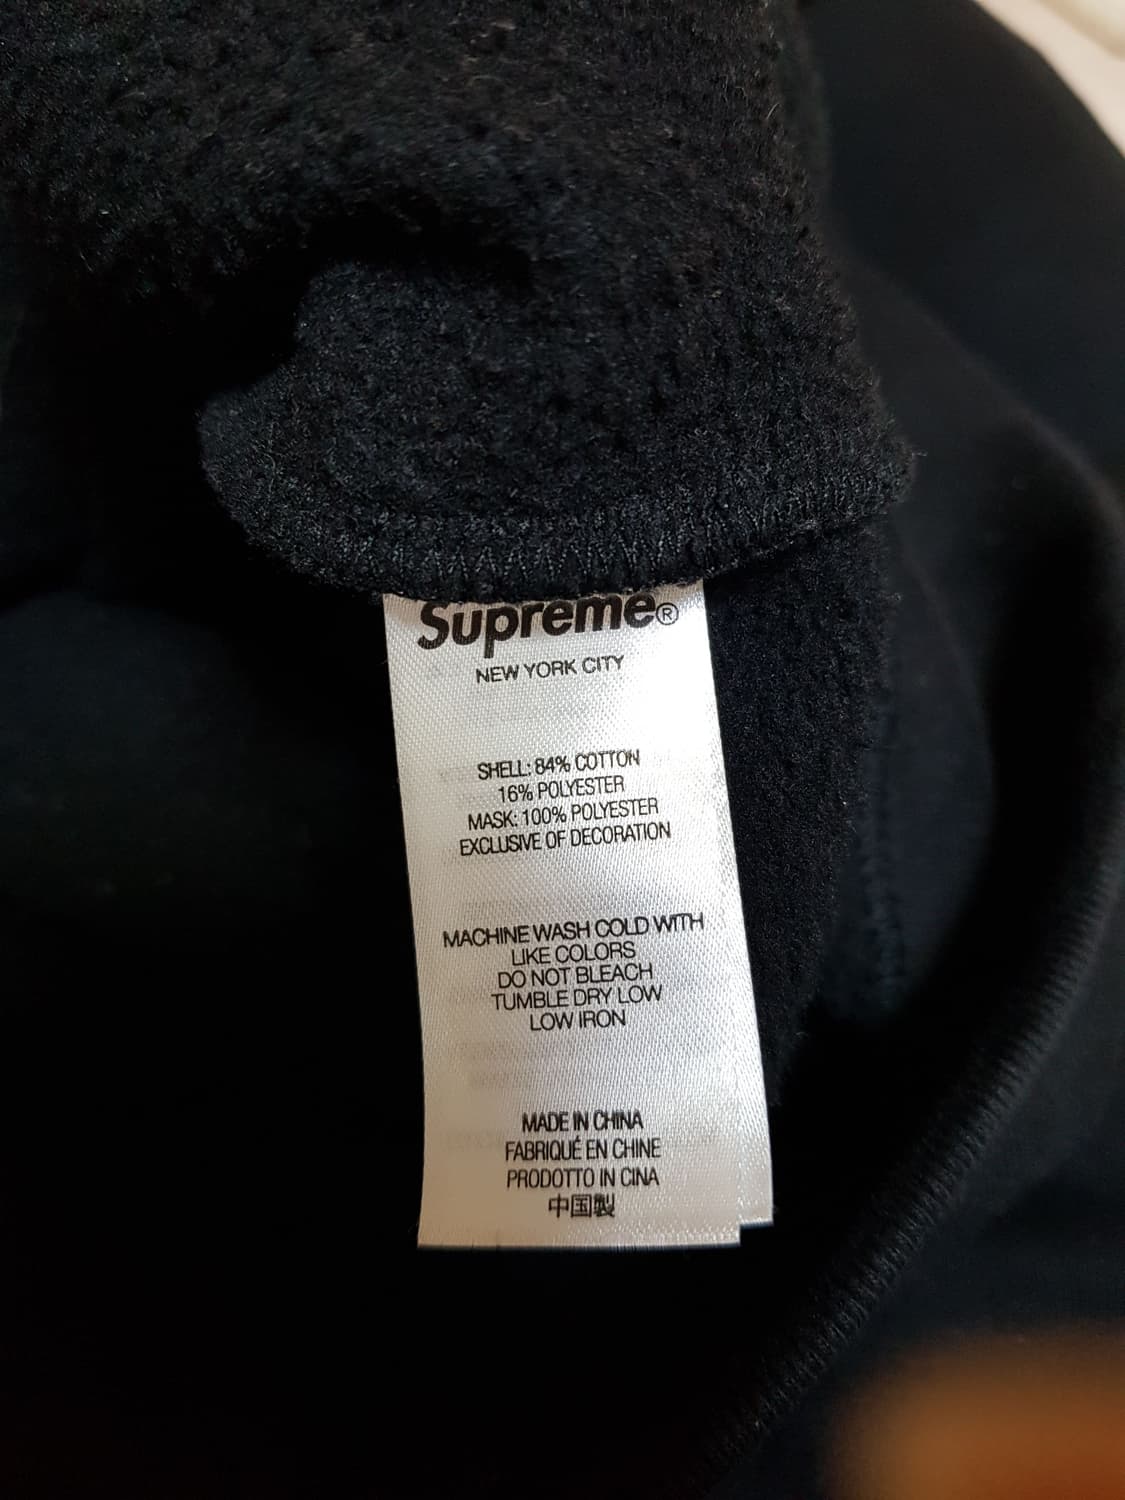 Supreme®
NEW YORK CITY
SHELL: 84% COTTON
16% POLYESTER
MASK: 100% POLYESTER
EXCLUSIVE OF DECORATION
MACHINE WASH COLD WITH
LIKE COLORS
DO NOT BLEACH
TUMBLE DRY LOW
LOW IRON
MADE IN CHINA
FABRIQUÉ EN CHINE
PRODOTTO IN CINA
中国製